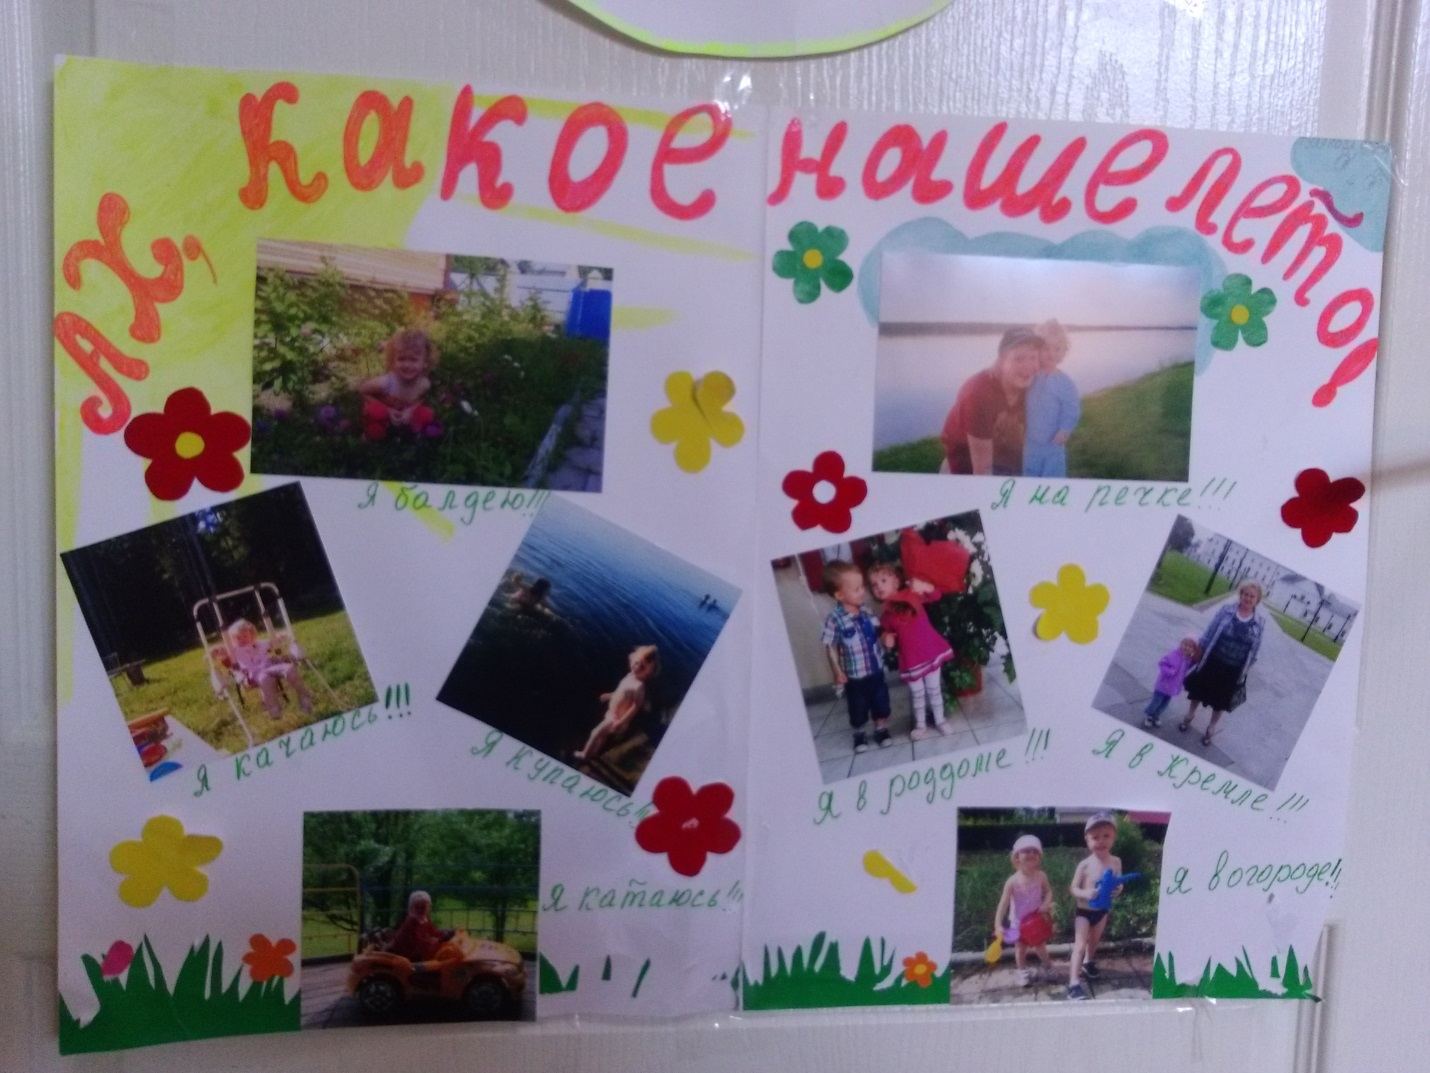 Ах, какое наше лето!
Я балдею!!!
Я на речке!!!
Я качаюсь!!!
Я купаюсь!!!
Я в роддоме!!!
Я в Кремле!!!
Я катаюсь!!!
Я в огороде!!